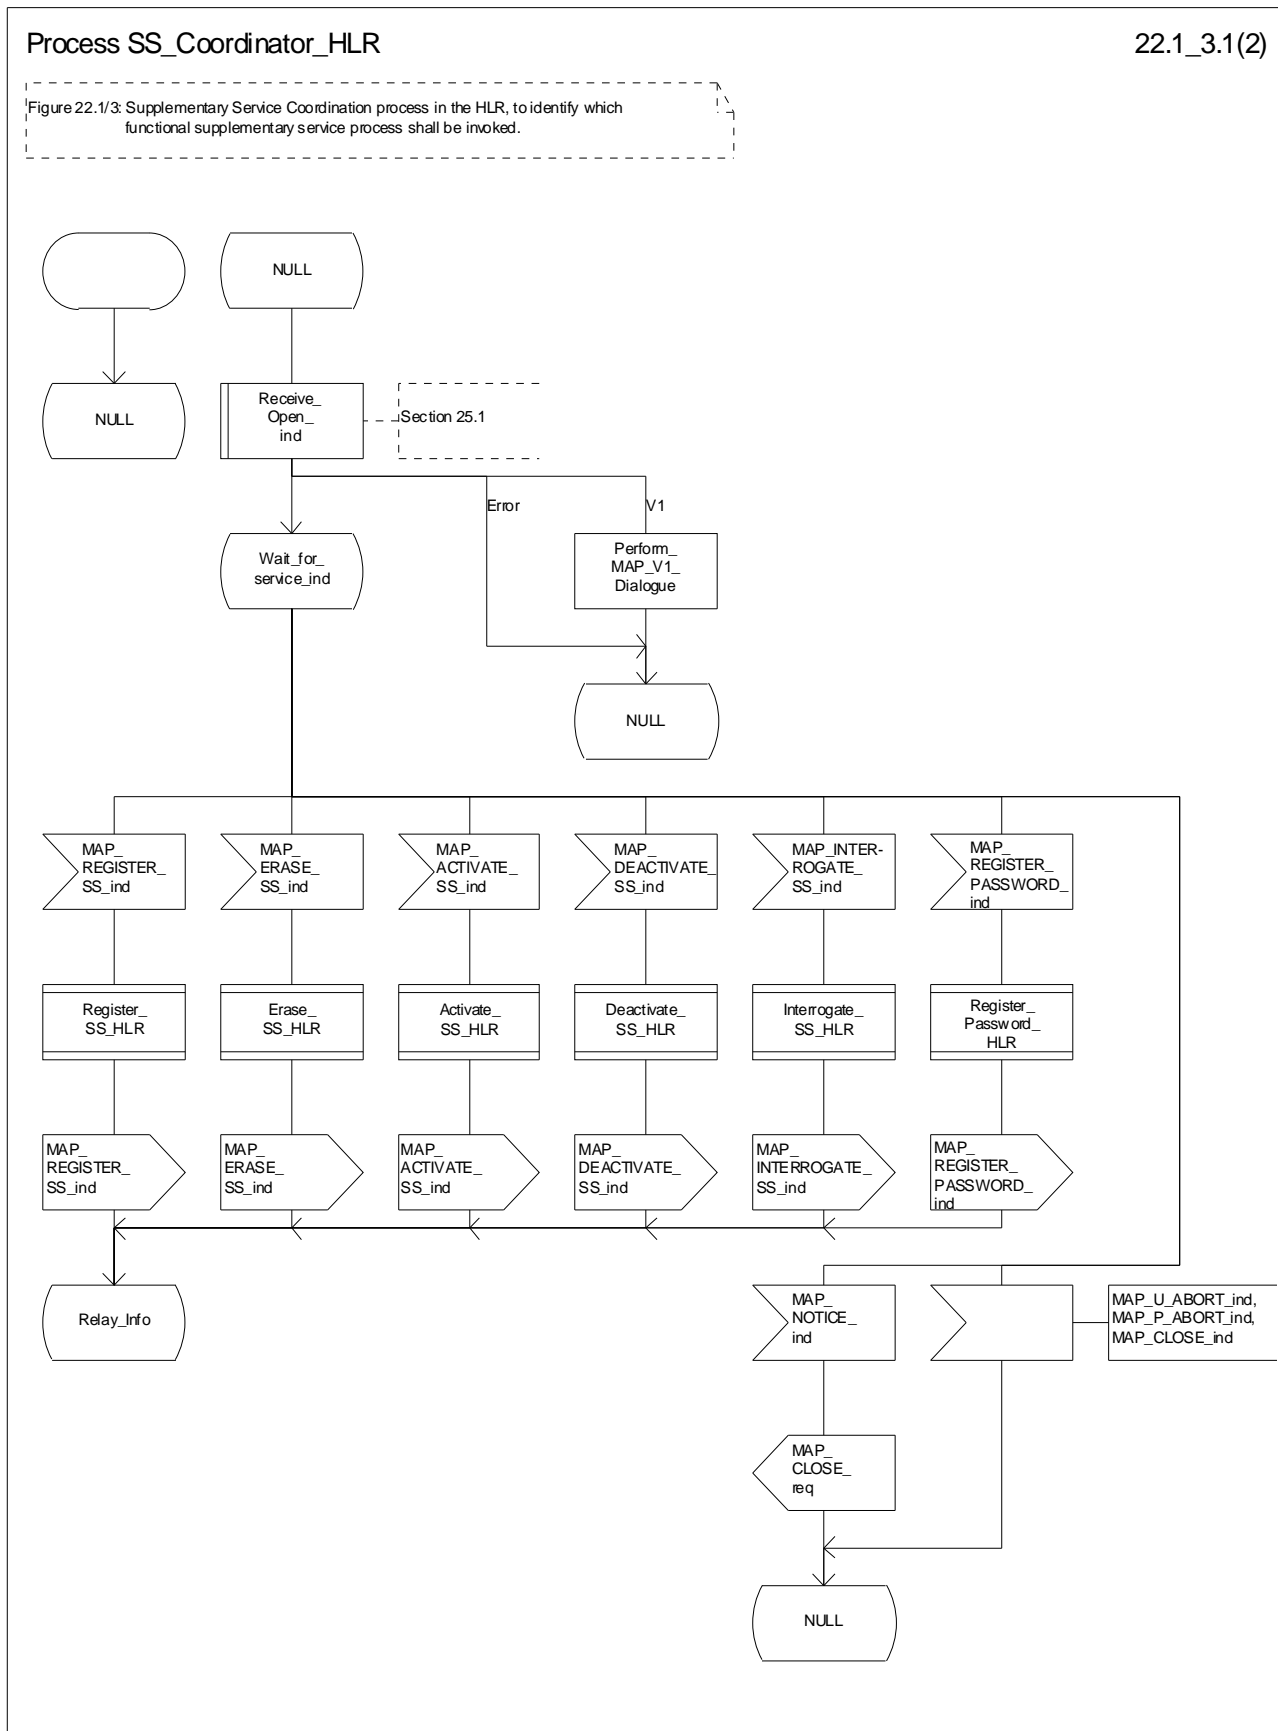 Process SS_Coordinator_HLR
22.1_3.1(2)
Figure 22.1/3: Supplementary Service Coordination process in the HLR, to identify which
functional supplementary service process shall be invoked.
NULL
NULL
Receive_
Open_
ind
Section 25.1
Error
V1
Wait_for_
service_ind
Perform_
MAP_V1_
Dialogue
NULL
MAP_
REGISTER_
SS_ind
MAP_
ERASE_
SS_ind
MAP_
ACTIVATE_
SS_ind
MAP_
DEACTIVATE_
SS_ind
MAP_INTER-
ROGATE_
SS_ind
MAP_
REGISTER_
PASSWORD_
ind
Register_
SS_HLR
Erase_
SS_HLR
Activate_
SS_HLR
Deactivate_
SS_HLR
Interrogate_
SS_HLR
Register_
Password_
HLR
MAP_
REGISTER_
SS_ind
MAP_
ERASE_
SS_ind
MAP_
ACTIVATE_
SS_ind
MAP_
DEACTIVATE_
SS_ind
MAP_
INTERROGATE_
SS_ind
MAP_
REGISTER_
PASSWORD_
ind
Relay_Info
MAP_
NOTICE_
ind
MAP_U_ABORT_ind,
MAP_P_ABORT_ind,
MAP_CLOSE_ind
MAP_
CLOSE_
req
NULL